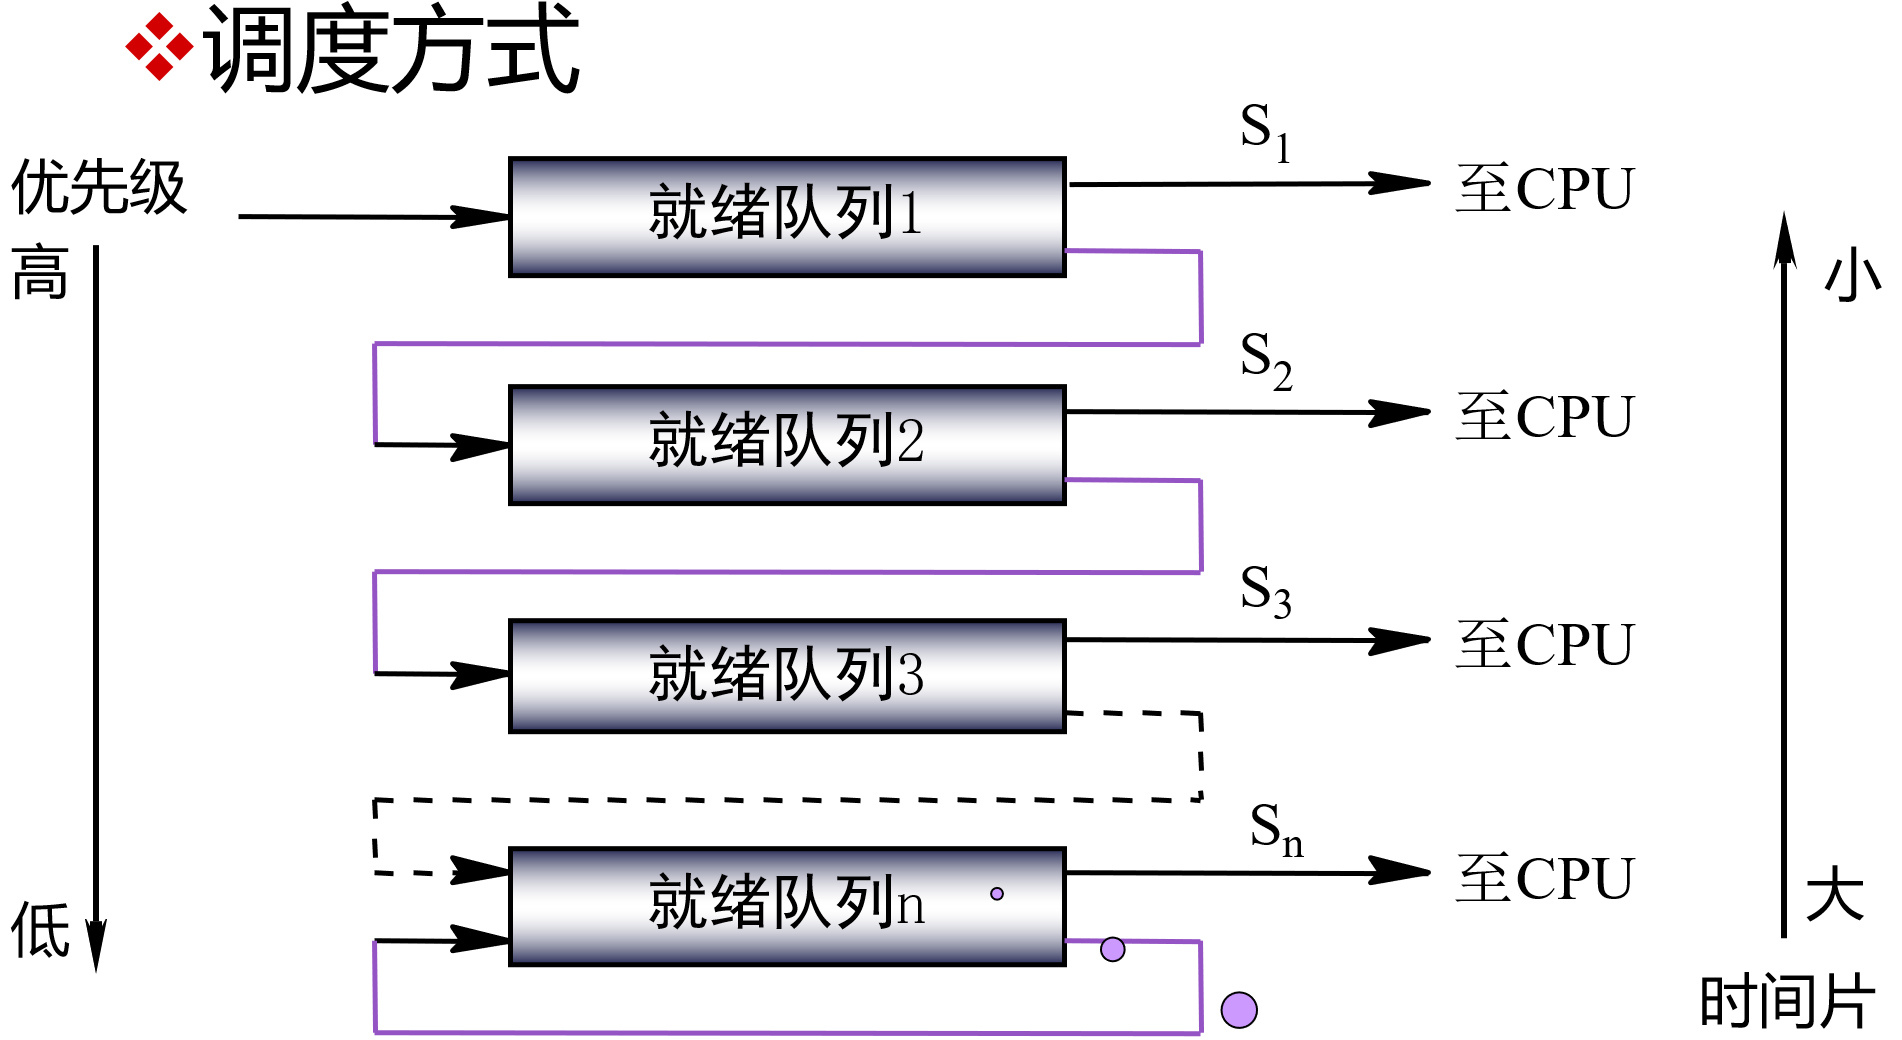 调度方式
优先级
高
就绪队列1
S1
至CPU
小
就绪队列2
S2
至CPU
就绪队列3
S3
至CPU
就绪队列n
Sn
至CPU
低
大
时间片